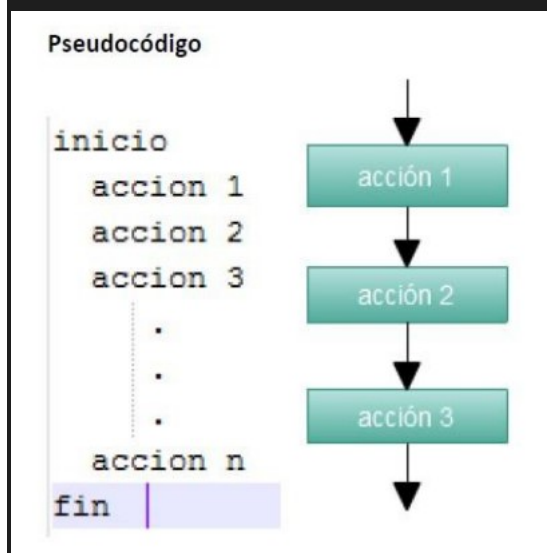 Pseudocódigo
inicio
accion 1
accion 2
accion 3
.
.
.
accion n
fin
acción 1
acción 2
acción 3